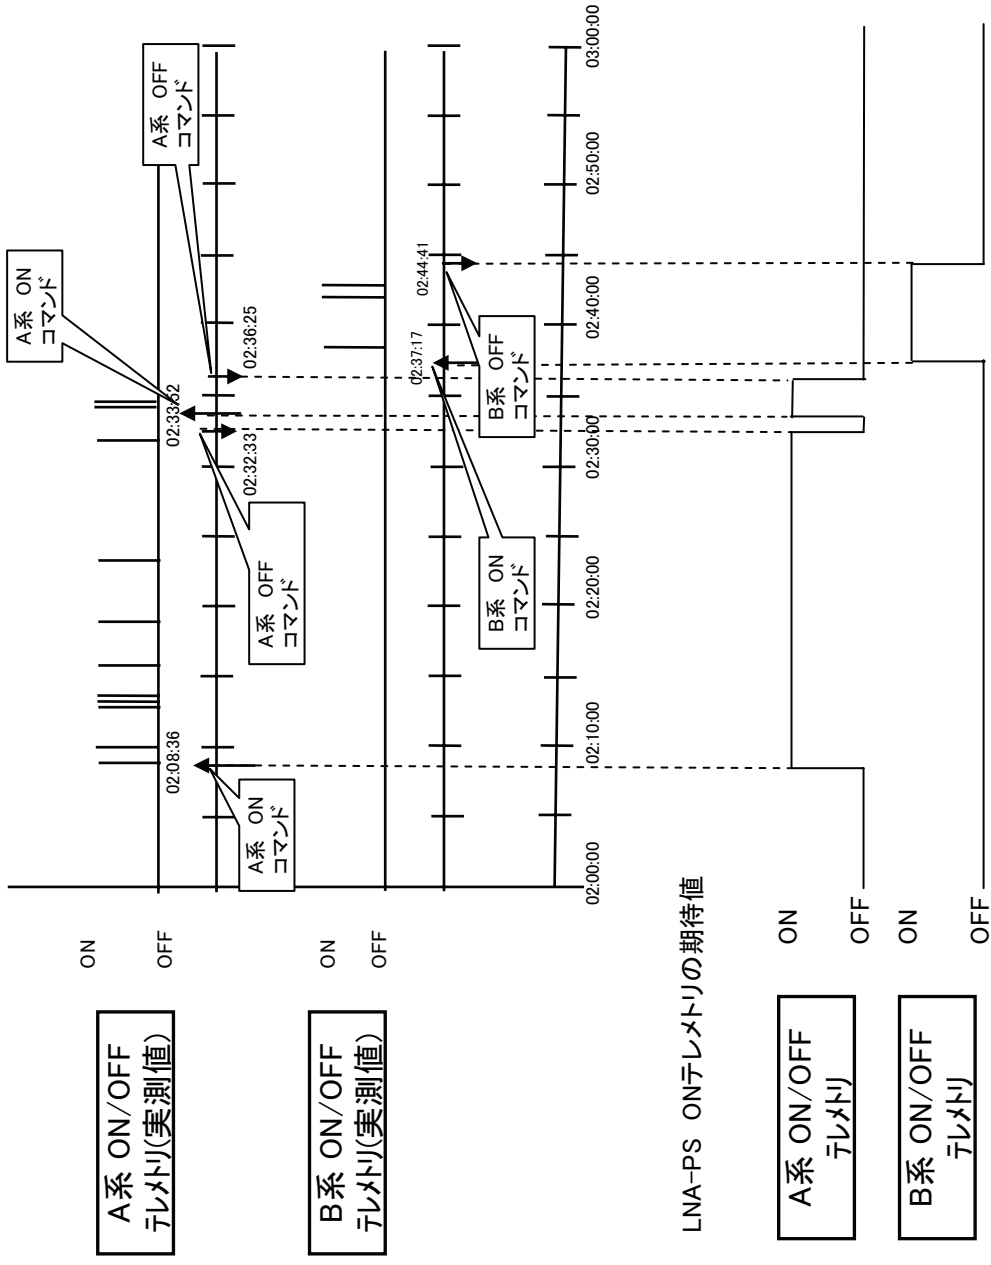 A系 ON/OFF
テレメトリ(実測値)
ON
OFF
A系 ON
コマンド
02:08:36
A系 OFF
コマンド
02:32:33
A系 ON
コマンド
02:33:52
A系 OFF
コマンド
02:36:25
B系 ON/OFF
テレメトリ(実測値)
ON
OFF
B系 ON
コマンド
02:37:17
B系 OFF
コマンド
02:44:41
02:00:00
02:10:00
02:20:00
02:30:00
02:40:00
02:50:00
03:00:00
LNA-PS ONテレメトリの期待値
A系 ON/OFF
テレメトリ
ON
OFF
B系 ON/OFF
テレメトリ
ON
OFF